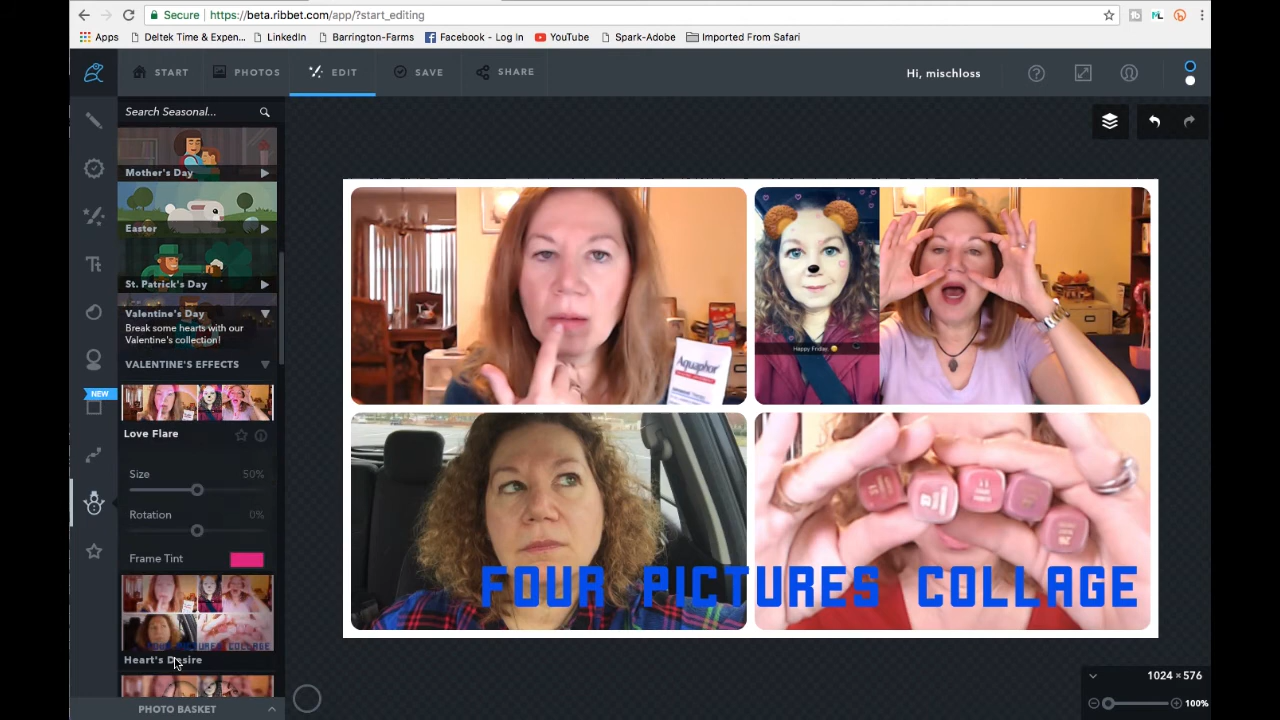 Secure https://beta.ribbet.com/app/?start_editing
Apps Deltek Time & Expen... LinkedIn Barrington-Farms Facebook - Log In YouTube Spark-Adobe Imported From Safari
START PHOTOS EDIT SAVE SHARE Hi, mischloss
Search Seasonal...
Mother's Day
Easter
St. Patrick's Day
Valentine's Day
Break some hearts with our
Valentine's collection!
VALENTINE'S EFFECTS
NEW
Love Flare
Size 50%
Rotation 0%
Frame Tint
Heart's Desire
PHOTO BASKET
Happy Friday
Aquaphor
FOUR PICTURES COLLAGE
1024 × 576
100%